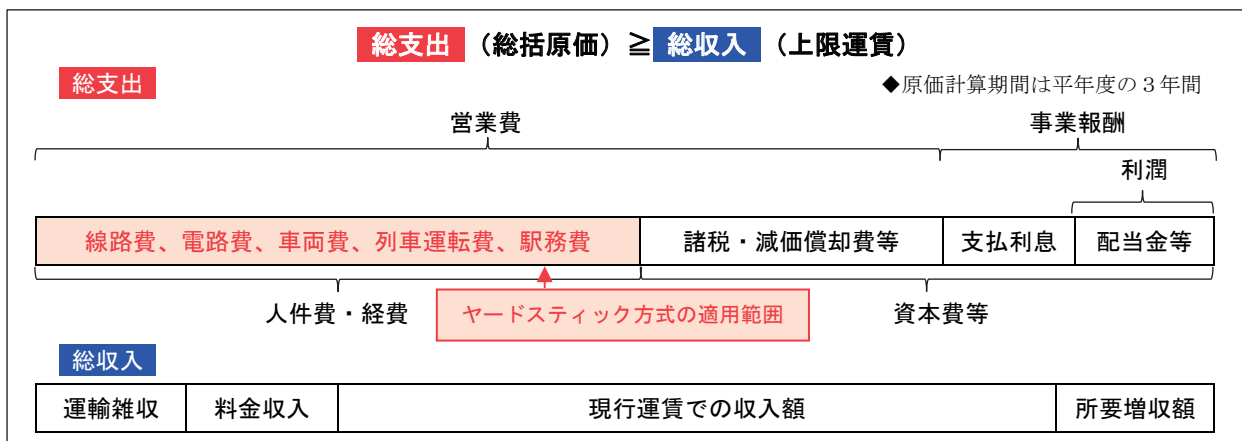 総支出（総括原価）≧総収入（上限運賃）
総支出
◆原価計算期間は平年度の３年間
営業費
事業報酬
利潤
線路費、電路費、車両費、列車運転費、駅務費
諸税・減価償却費等
支払利息
配当金等
人件費・経費
ヤードスティック方式の適用範囲
資本費等
総収入
運輸雑収
料金収入
現行運賃での収入額
所要増収額